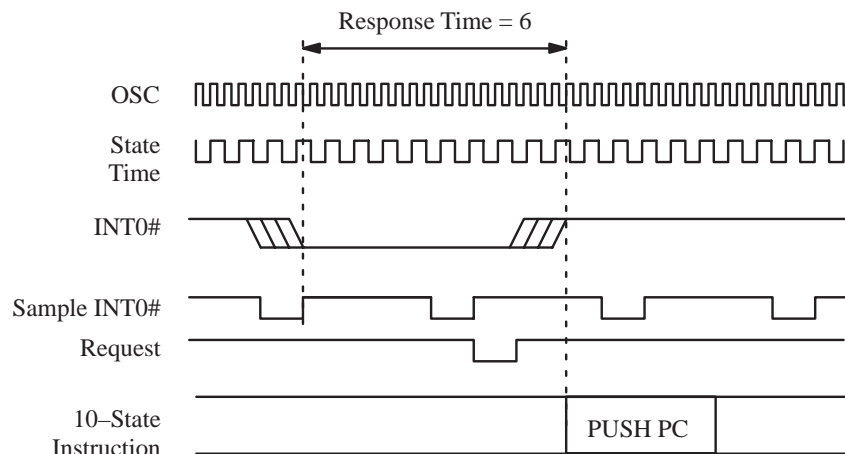 Response Time = 6
OSC
State
Time
INT0#
Sample INT0#
Request
10–State
Instruction
PUSH PC